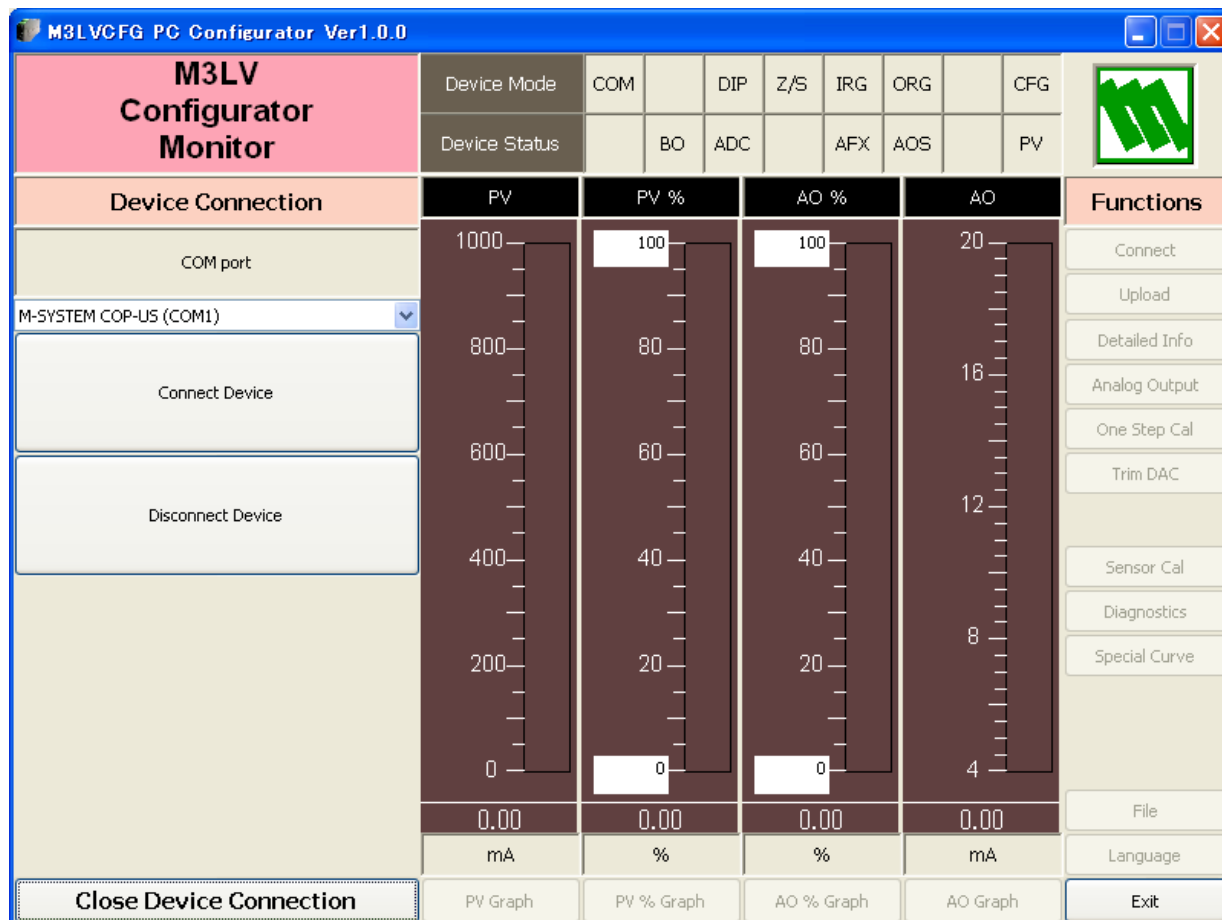 M3LVCFG PC Configurator Ver1.0.0
M3LV
Configurator
Monitor
Device Mode COM DIP Z/S IRG ORG CFG
Device Status BO ADC AFX AOS PV
Device Connection
COM port
M-SYSTEM COP-US (COM1)
Connect Device
Disconnect Device
Close Device Connection
PV PV % AO % AO
1000 100 100 20
800 80 80 16
600 60 60 12
400 40 40 8
200 20 20
0 0 0 4
0.00 0.00 0.00 0.00
mA % % mA
PV Graph PV % Graph AO % Graph AO Graph
Functions
Connect
Upload
Detailed Info
Analog Output
One Step Cal
Trim DAC
Sensor Cal
Diagnostics
Special Curve
File
Language
Exit